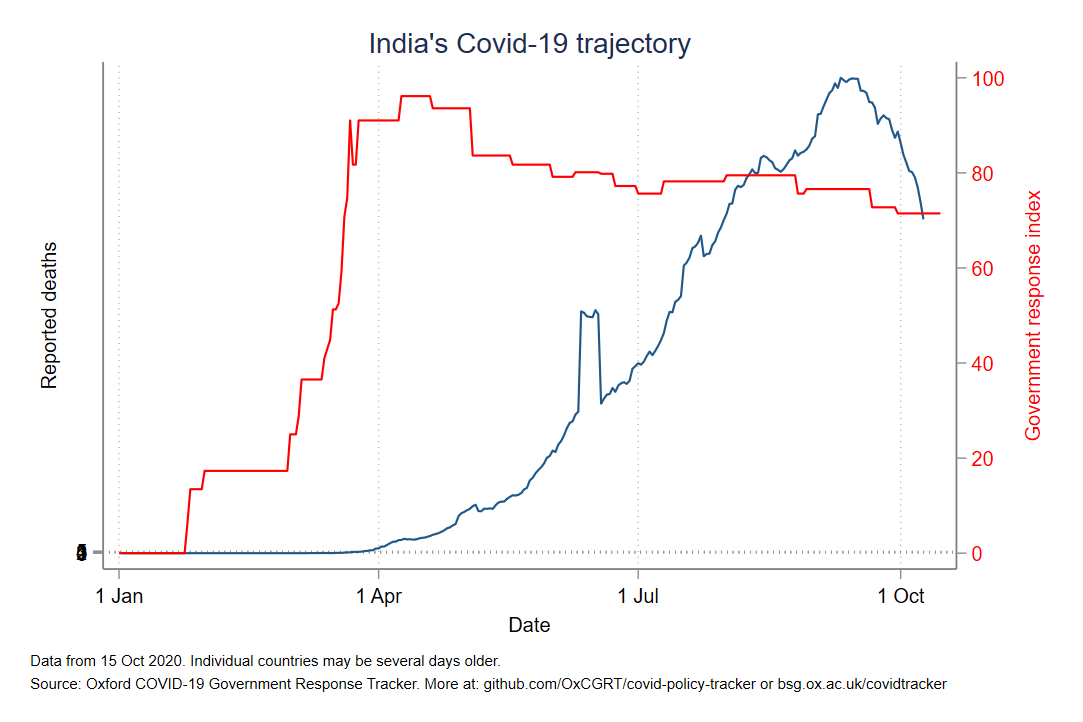 India's Covid-19 trajectory
Reported deaths
100
80
60
40
20
0
Government response index
1 Jan
1 Apr
1 Jul
1 Oct
Date
Data from 15 Oct 2020. Individual countries may be several days older.
Source: Oxford COVID-19 Government Response Tracker. More at: github.com/OxCGRT/covid-policy-tracker or bsg.ox.ac.uk/covidtracker